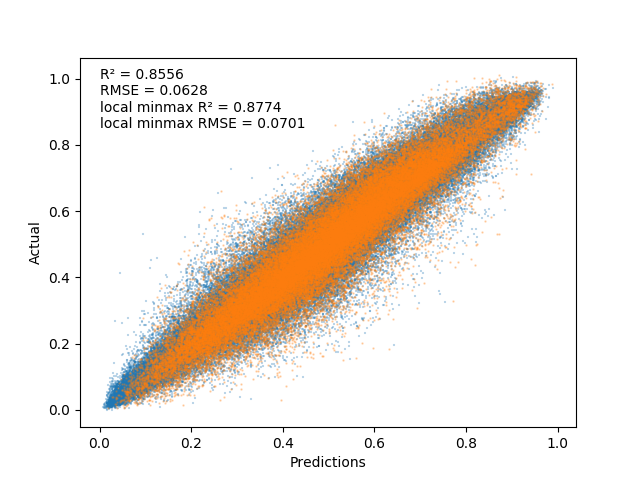 R² = 0.8556
RMSE = 0.0628
local minmax R² = 0.8774
local minmax RMSE = 0.0701
1.0
0.8
0.6
0.4
0.2
0.0
Actual
0.0 0.2 0.4 0.6 0.8 1.0
Predictions